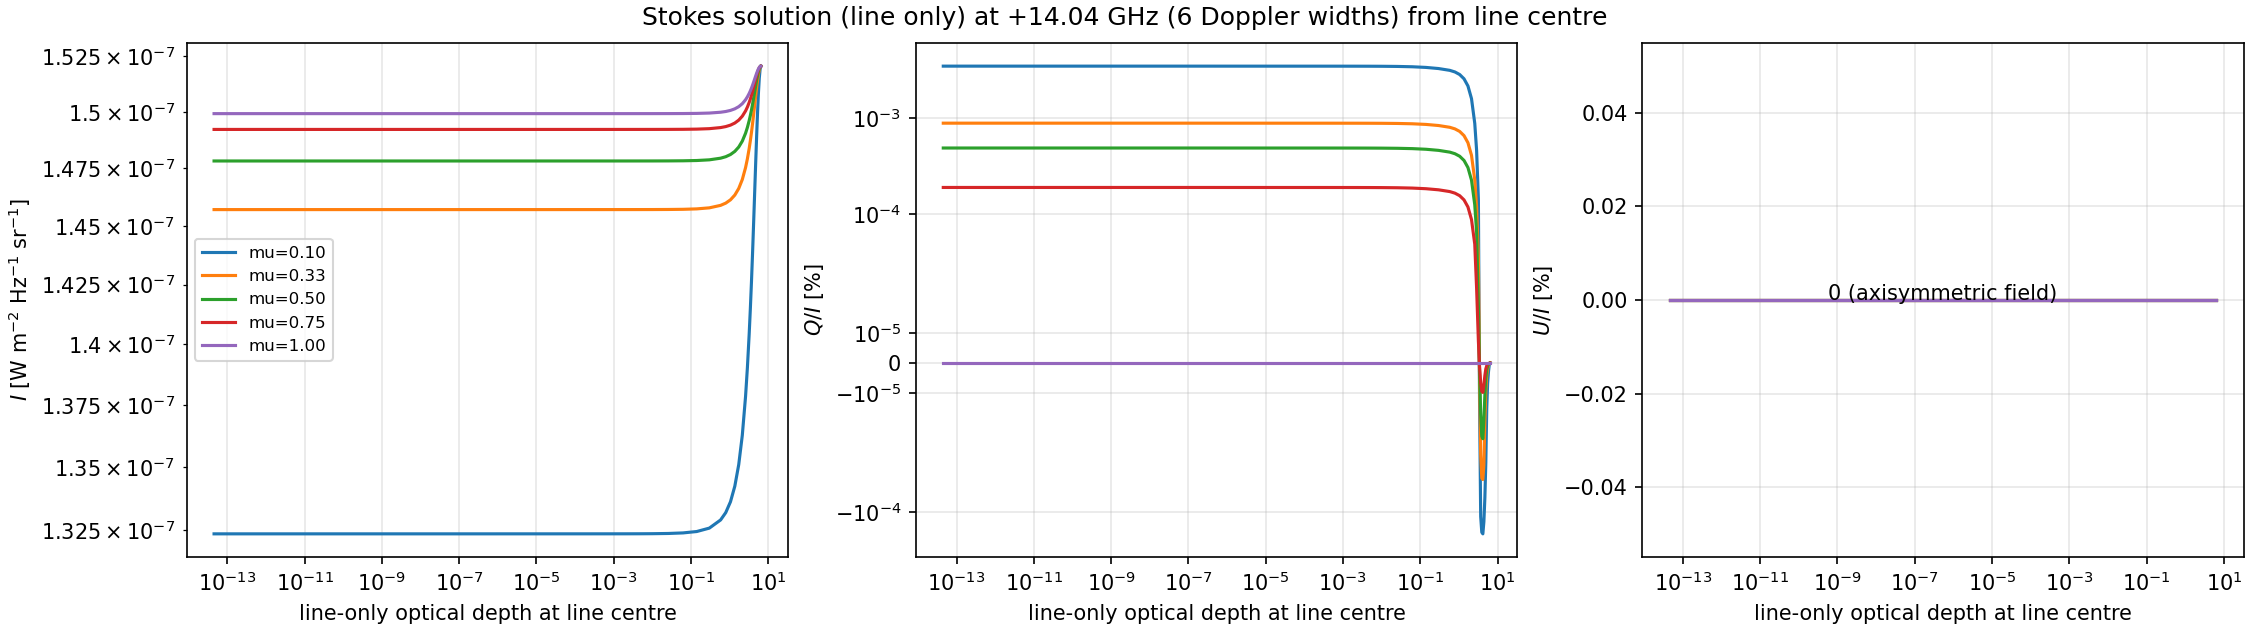 Stokes solution (line only) at +14.04 GHz (6 Doppler widths) from line centre
I [W m⁻² Hz⁻¹ sr⁻¹]
1.525 × 10⁻⁷
1.5 × 10⁻⁷
1.475 × 10⁻⁷
1.45 × 10⁻⁷
1.425 × 10⁻⁷
1.4 × 10⁻⁷
1.375 × 10⁻⁷
1.35 × 10⁻⁷
1.325 × 10⁻⁷
mu=0.10
mu=0.33
mu=0.50
mu=0.75
mu=1.00
10⁻¹³ 10⁻¹¹ 10⁻⁹ 10⁻⁷ 10⁻⁵ 10⁻³ 10⁻¹ 10¹
line-only optical depth at line centre
Q/I [%]
10⁻³
10⁻⁴
10⁻⁵
0
−10⁻⁵
−10⁻⁴
10⁻¹³ 10⁻¹¹ 10⁻⁹ 10⁻⁷ 10⁻⁵ 10⁻³ 10⁻¹ 10¹
line-only optical depth at line centre
U/I [%]
0.04
0.02
0.00
−0.02
−0.04
0 (axisymmetric field)
10⁻¹³ 10⁻¹¹ 10⁻⁹ 10⁻⁷ 10⁻⁵ 10⁻³ 10⁻¹ 10¹
line-only optical depth at line centre